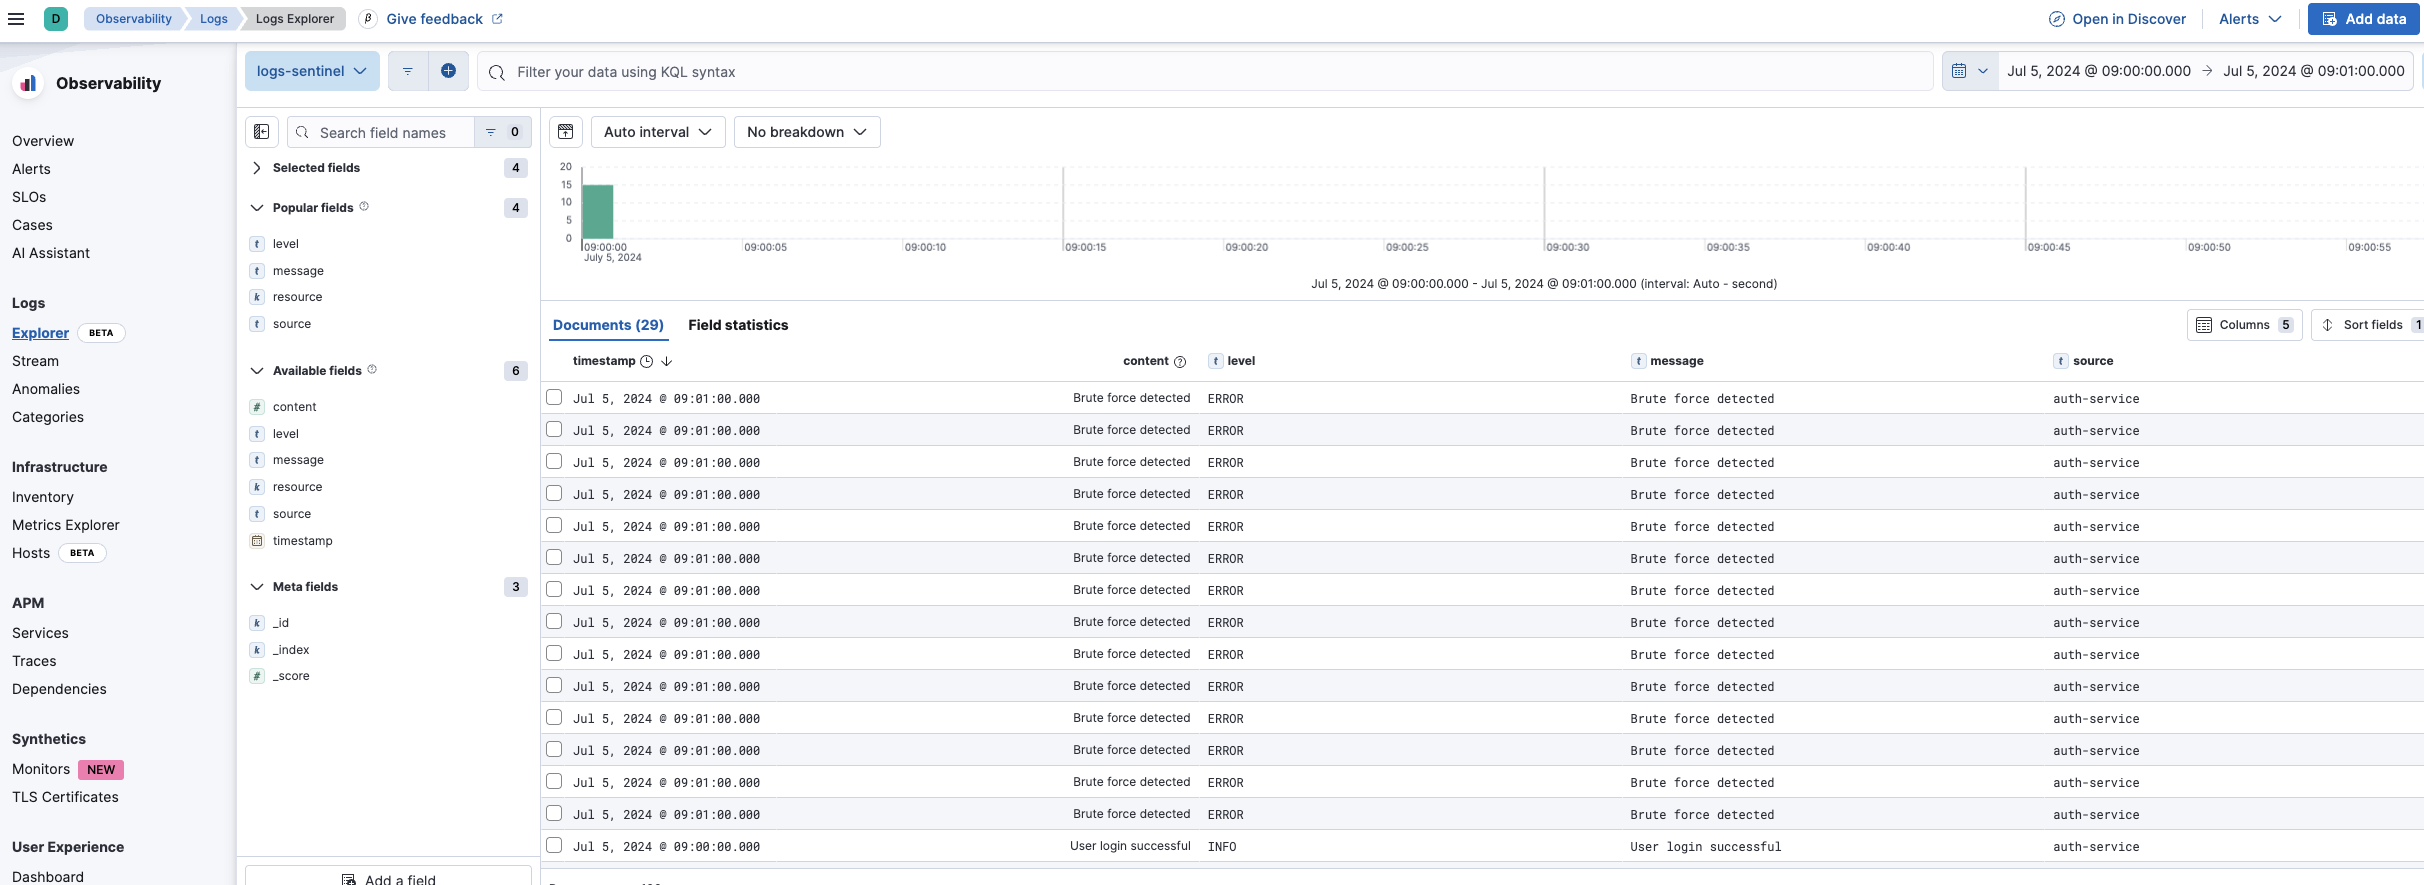 D Observability Logs Logs Explorer β Give feedback Open in Discover Alerts Add data
Observability
Overview
Alerts
SLOs
Cases
AI Assistant
Logs
Explorer BETA
Stream
Anomalies
Categories
Infrastructure
Inventory
Metrics Explorer
Hosts BETA
APM
Services
Traces
Dependencies
Synthetics
Monitors NEW
TLS Certificates
User Experience
Dashboard
logs-sentinel Filter your data using KQL syntax Jul 5, 2024 @ 09:00:00.000 → Jul 5, 2024 @ 09:01:00.000
Search field names 0
Selected fields 4
Popular fields 4
t level
t message
k resource
t source
Available fields 6
# content
t level
t message
k resource
t source
timestamp
Meta fields 3
k _id
k _index
# _score
Add a field
Auto interval No breakdown
20
15
10
5
0
09:00:00 09:00:05 09:00:10 09:00:15 09:00:20 09:00:25 09:00:30 09:00:35 09:00:40 09:00:45 09:00:50 09:00:55
July 5, 2024
Jul 5, 2024 @ 09:00:00.000 - Jul 5, 2024 @ 09:01:00.000 (interval: Auto - second)
Documents (29) Field statistics Columns 5 Sort fields 1
timestamp content t level t message t source
Jul 5, 2024 @ 09:01:00.000 Brute force detected ERROR Brute force detected auth-service
Jul 5, 2024 @ 09:01:00.000 Brute force detected ERROR Brute force detected auth-service
Jul 5, 2024 @ 09:01:00.000 Brute force detected ERROR Brute force detected auth-service
Jul 5, 2024 @ 09:01:00.000 Brute force detected ERROR Brute force detected auth-service
Jul 5, 2024 @ 09:01:00.000 Brute force detected ERROR Brute force detected auth-service
Jul 5, 2024 @ 09:01:00.000 Brute force detected ERROR Brute force detected auth-service
Jul 5, 2024 @ 09:01:00.000 Brute force detected ERROR Brute force detected auth-service
Jul 5, 2024 @ 09:01:00.000 Brute force detected ERROR Brute force detected auth-service
Jul 5, 2024 @ 09:01:00.000 Brute force detected ERROR Brute force detected auth-service
Jul 5, 2024 @ 09:01:00.000 Brute force detected ERROR Brute force detected auth-service
Jul 5, 2024 @ 09:01:00.000 Brute force detected ERROR Brute force detected auth-service
Jul 5, 2024 @ 09:01:00.000 Brute force detected ERROR Brute force detected auth-service
Jul 5, 2024 @ 09:01:00.000 Brute force detected ERROR Brute force detected auth-service
Jul 5, 2024 @ 09:01:00.000 Brute force detected ERROR Brute force detected auth-service
Jul 5, 2024 @ 09:00:00.000 User login successful INFO User login successful auth-service